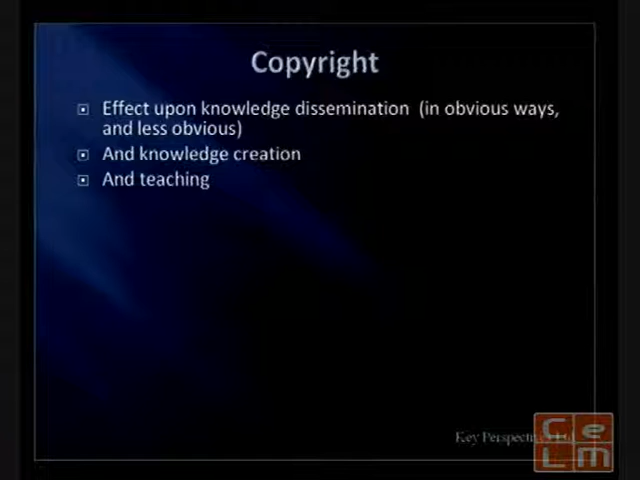 Copyright
Effect upon knowledge dissemination (in obvious ways,
and less obvious)
And knowledge creation
And teaching
Key Perspectives Ltd
CeLm